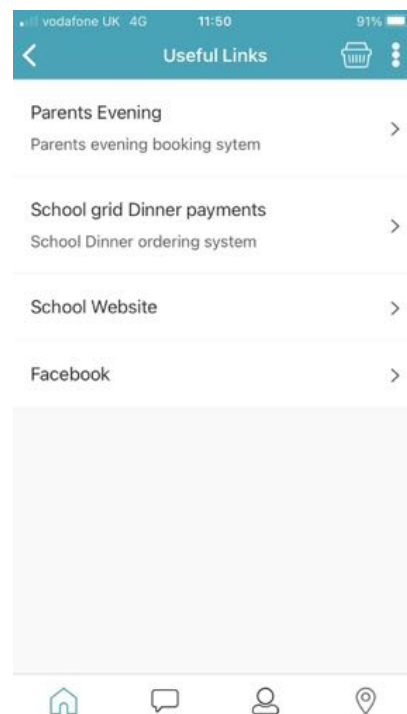 vodafone UK 4G 11:50 91%
Useful Links
Parents Evening
Parents evening booking sytem
School grid Dinner payments
School Dinner ordering system
School Website
Facebook